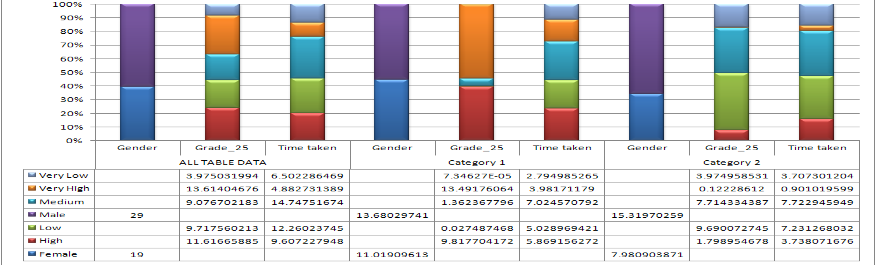 100%
90%
80%
70%
60%
50%
40%
30%
20%
10%
0%
Gender Grade_25 Time taken Gender Grade_25 Time taken Gender Grade_25 Time taken
ALL TABLE DATA Category 1 Category 2
Very Low 3.975031994 6.502286469 7.34627E-05 2.794985265 3.974958531 3.707301204
Very High 13.61404676 4.882731389 13.49176064 3.98171179 0.12228612 0.901019599
Medium 9.076702183 14.74751674 1.362367796 7.024570792 7.714334387 7.722945949
Male 29 13.68029741 15.31970259
Low 9.717560213 12.26023745 0.027487468 5.028969421 9.690072745 7.231268032
High 11.61665885 9.607227948 9.817704172 5.869156272 1.798954678 3.738071676
Female 19 11.01909613 7.980903871